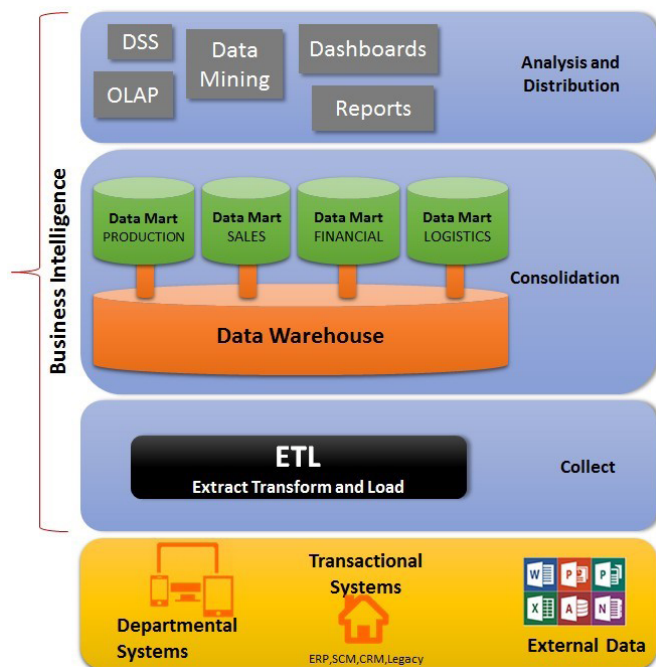 DSS
Data
Mining
Dashboards
OLAP
Reports
Analysis and
Distribution
Business Intelligence
Data Mart
PRODUCTION
Data Mart
SALES
Data Mart
FINANCIAL
Data Mart
LOGISTICS
Consolidation
Data Warehouse
ETL
Extract Transform and Load
Collect
Departmental
Systems
Transactional
Systems
ERP,SCM,CRM,Legacy
W
P
P
X
A
N
External Data